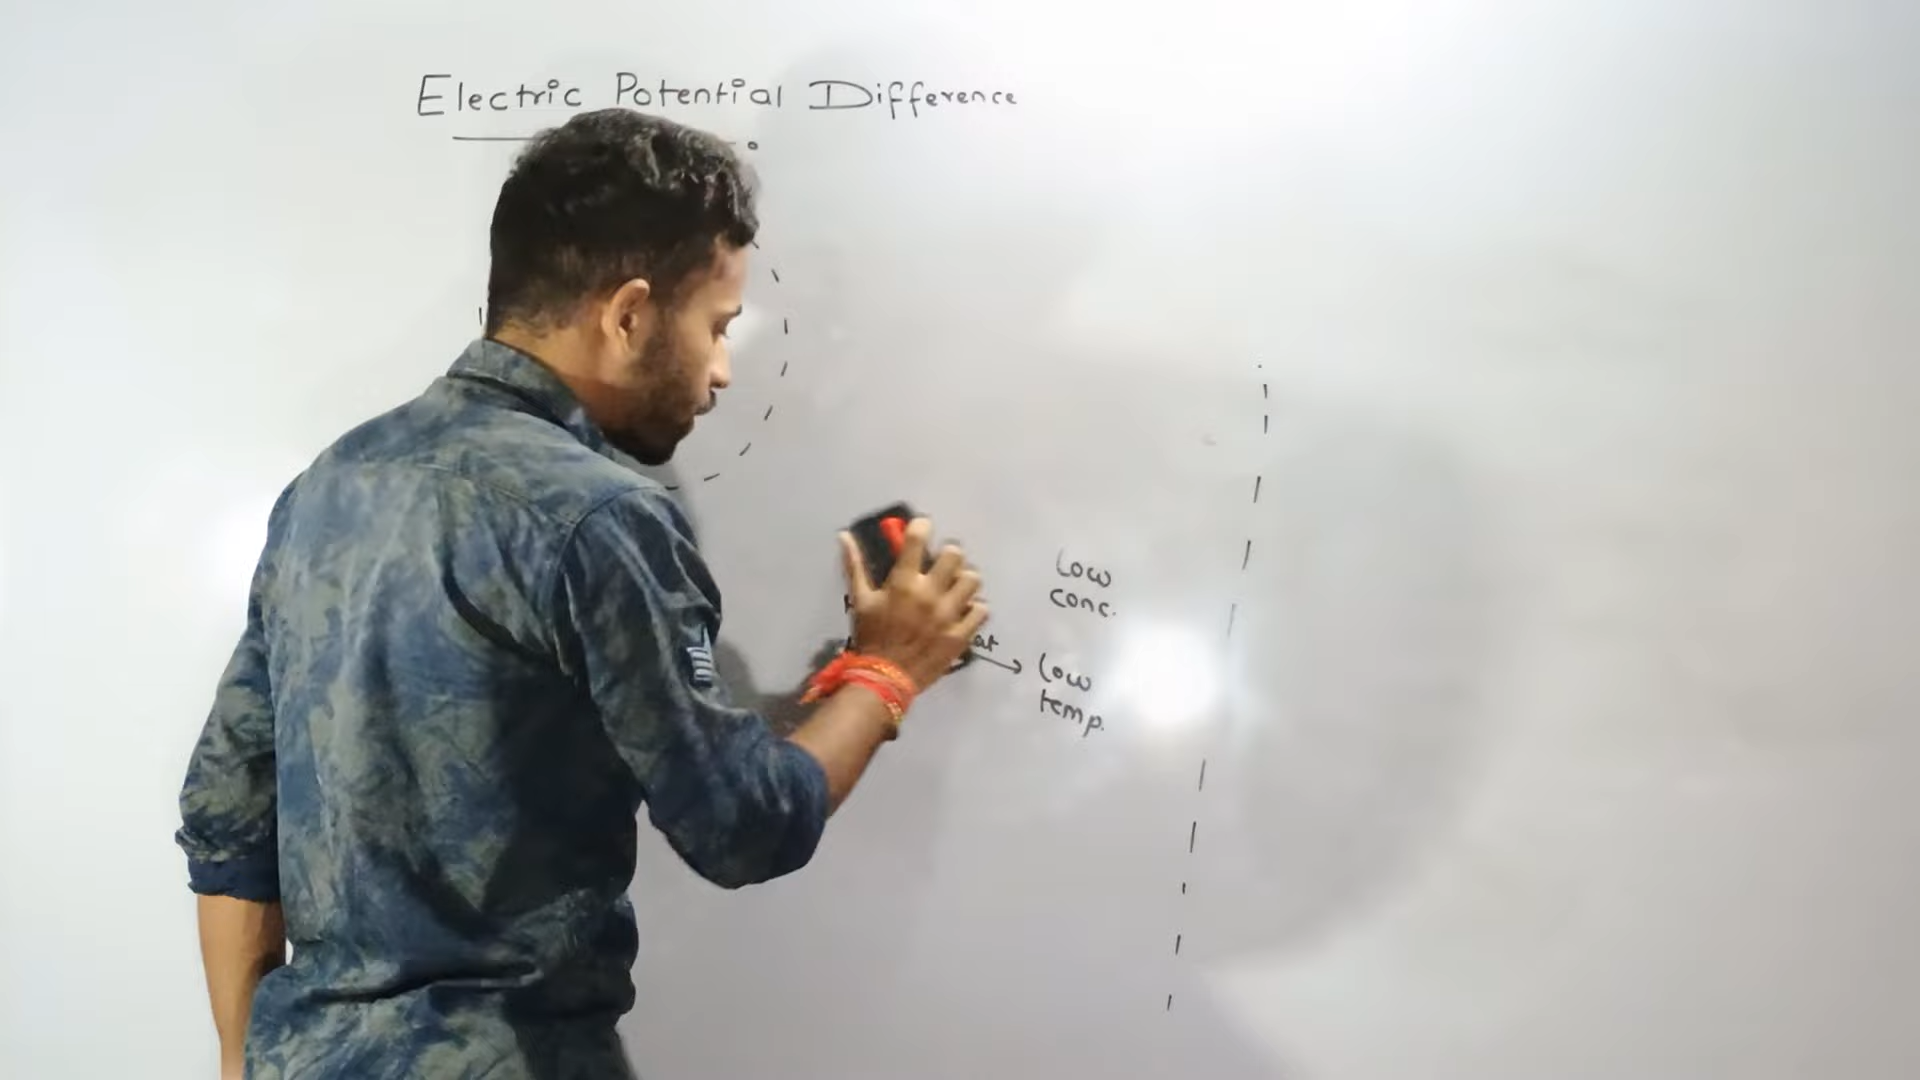 Electric Potential Difference
Low
conc.
Low
temp.